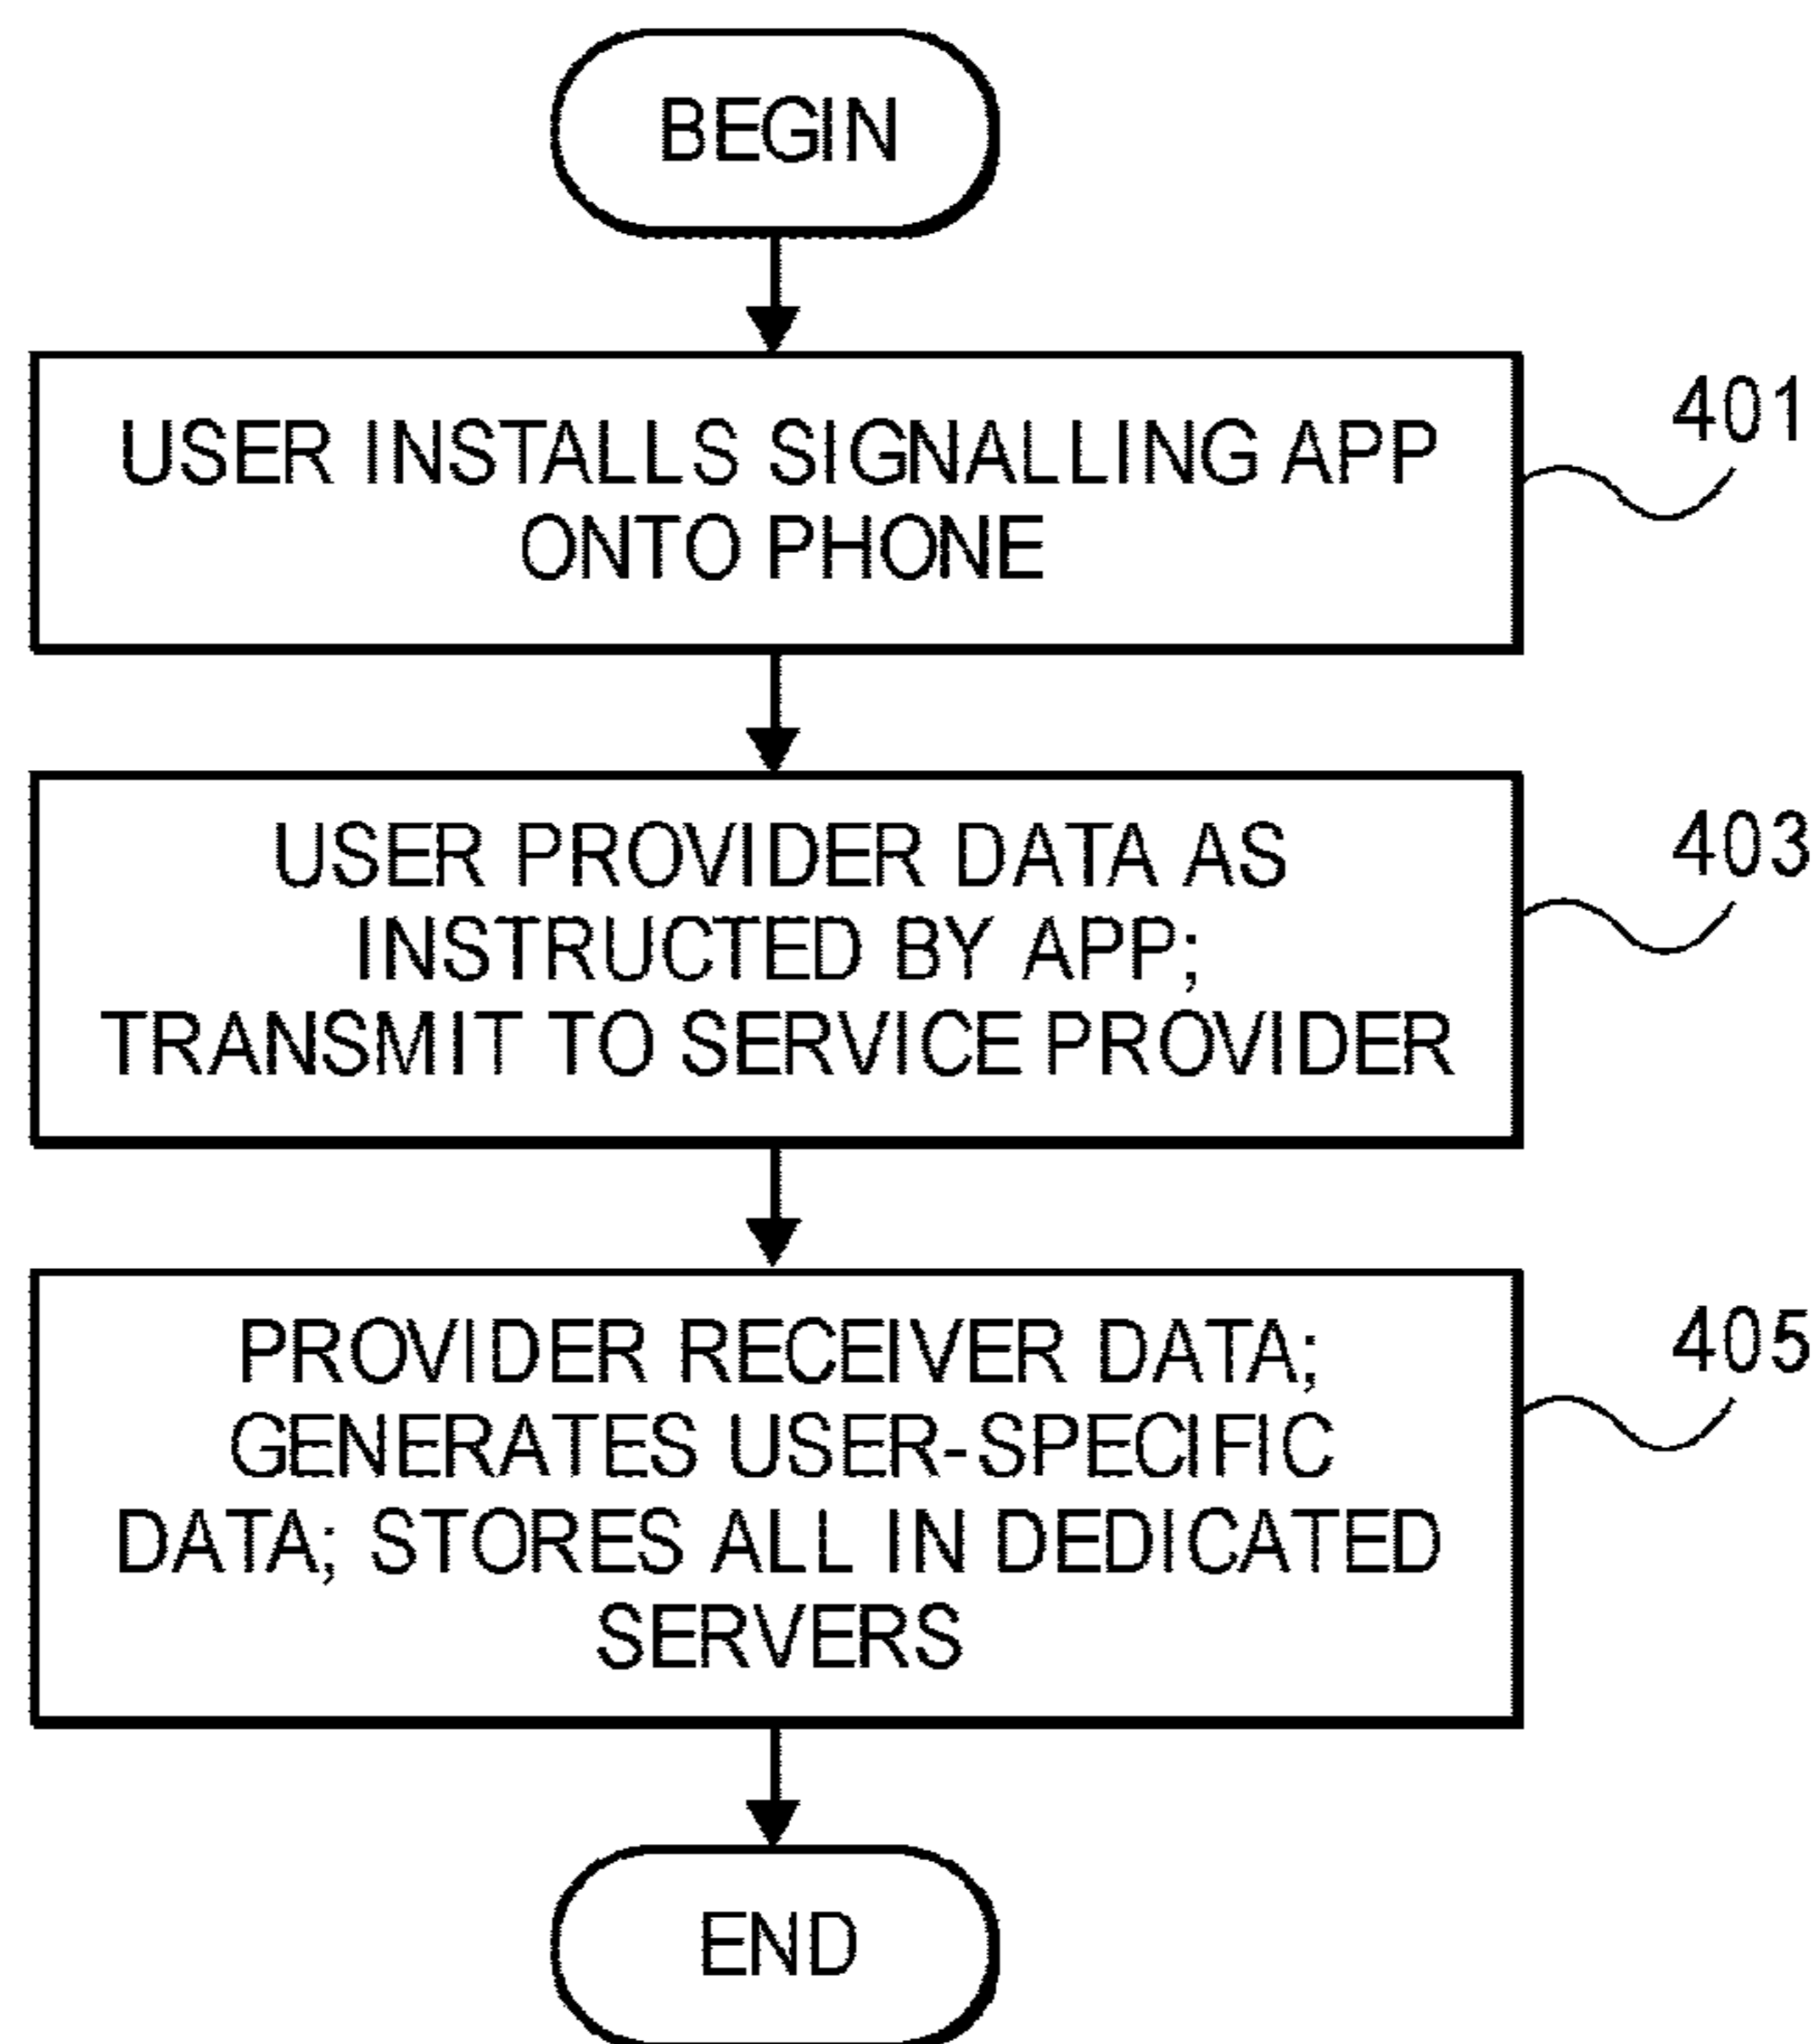 BEGIN
USER INSTALLS SIGNALLING APP
ONTO PHONE
401
USER PROVIDER DATA AS
INSTRUCTED BY APP;
TRANSMIT TO SERVICE PROVIDER
403
PROVIDER RECEIVER DATA;
GENERATES USER-SPECIFIC
DATA; STORES ALL IN DEDICATED
SERVERS
405
END